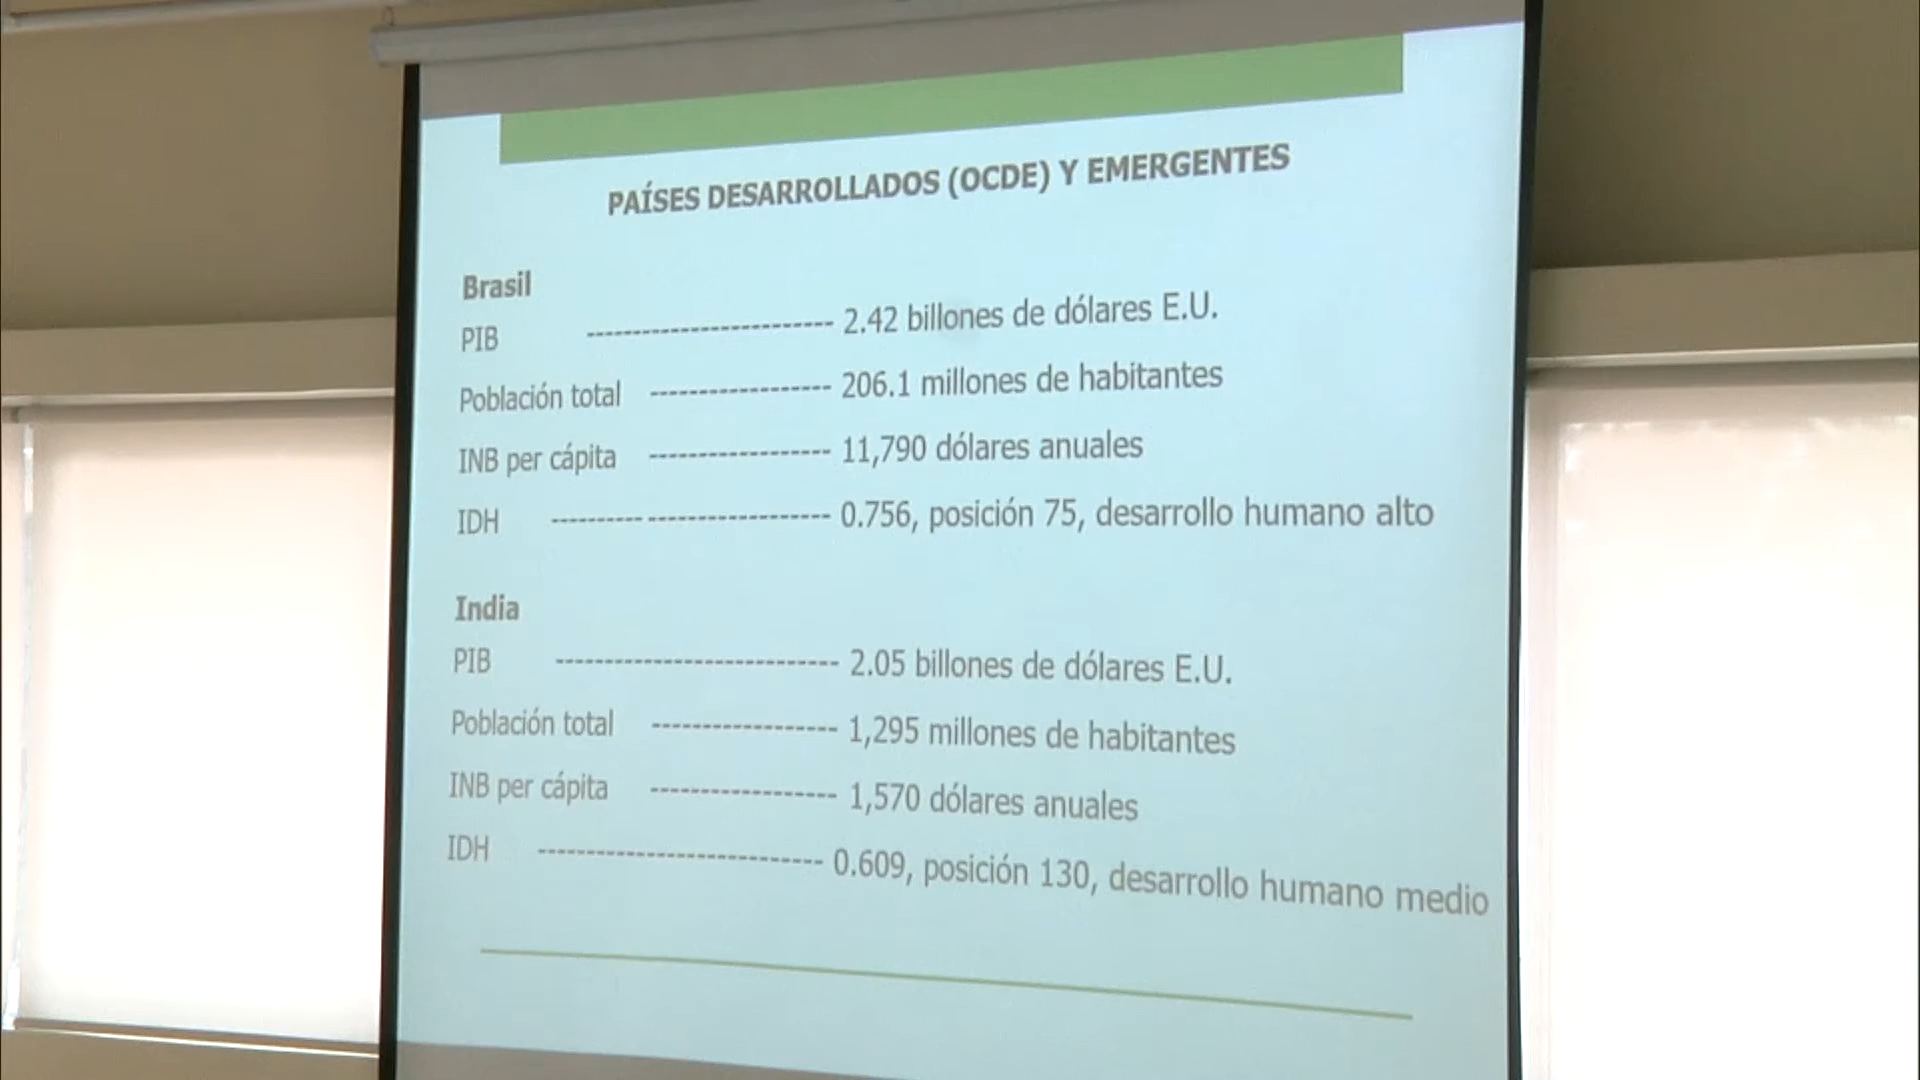 PAÍSES DESARROLLADOS (OCDE) Y EMERGENTES
Brasil
PIB --------------------------- 2.42 billones de dólares E.U.
Población total ------------------- 206.1 millones de habitantes
INB per cápita ------------------- 11,790 dólares anuales
IDH ---------- -------------------- 0.756, posición 75, desarrollo humano alto
India
PIB ------------------------------ 2.05 billones de dólares E.U.
Población total ------------------- 1,295 millones de habitantes
INB per cápita ------------------- 1,570 dólares anuales
IDH ------------------------------ 0.609, posición 130, desarrollo humano medio